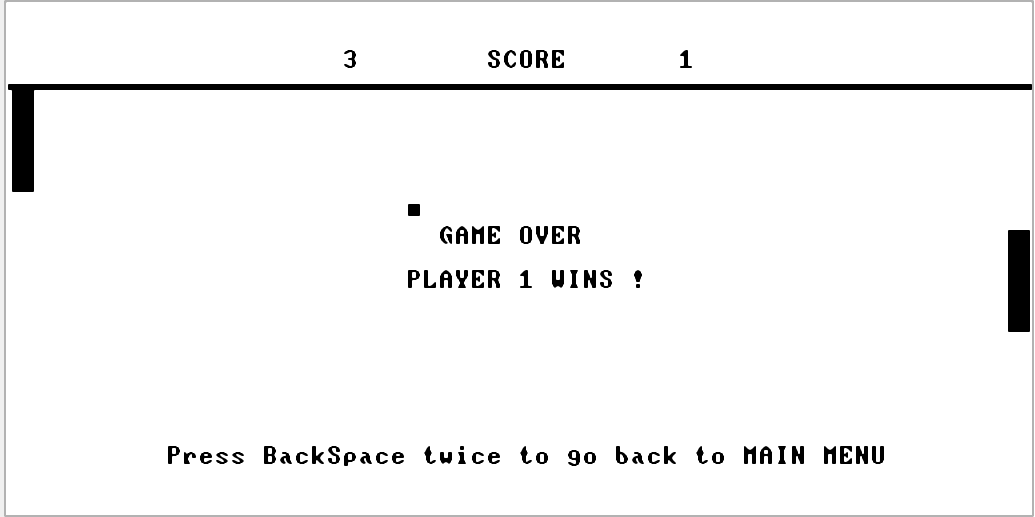 3 SCORE 1
GAME OVER
PLAYER 1 WINS !
Press BackSpace twice to go back to MAIN MENU